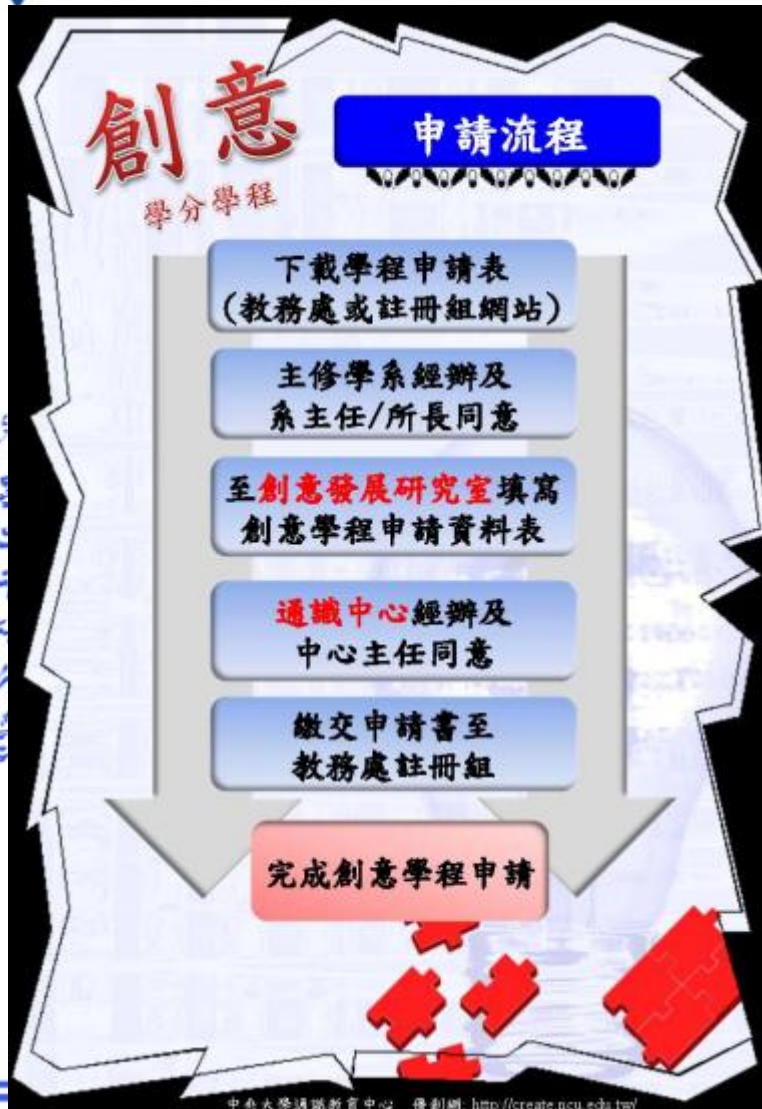 創意
學分學程
申請流程
下載學程申請表
(教務處或註冊組網站)
主修學系經辦及
系主任/所長同意
至創意發展研究室填寫
創意學程申請資料表
通識中心經辦及
中心主任同意
繳交申請書至
教務處註冊組
完成創意學程申請
中央大學通識教育中心 得創網: http://create.ncu.edu.tw/